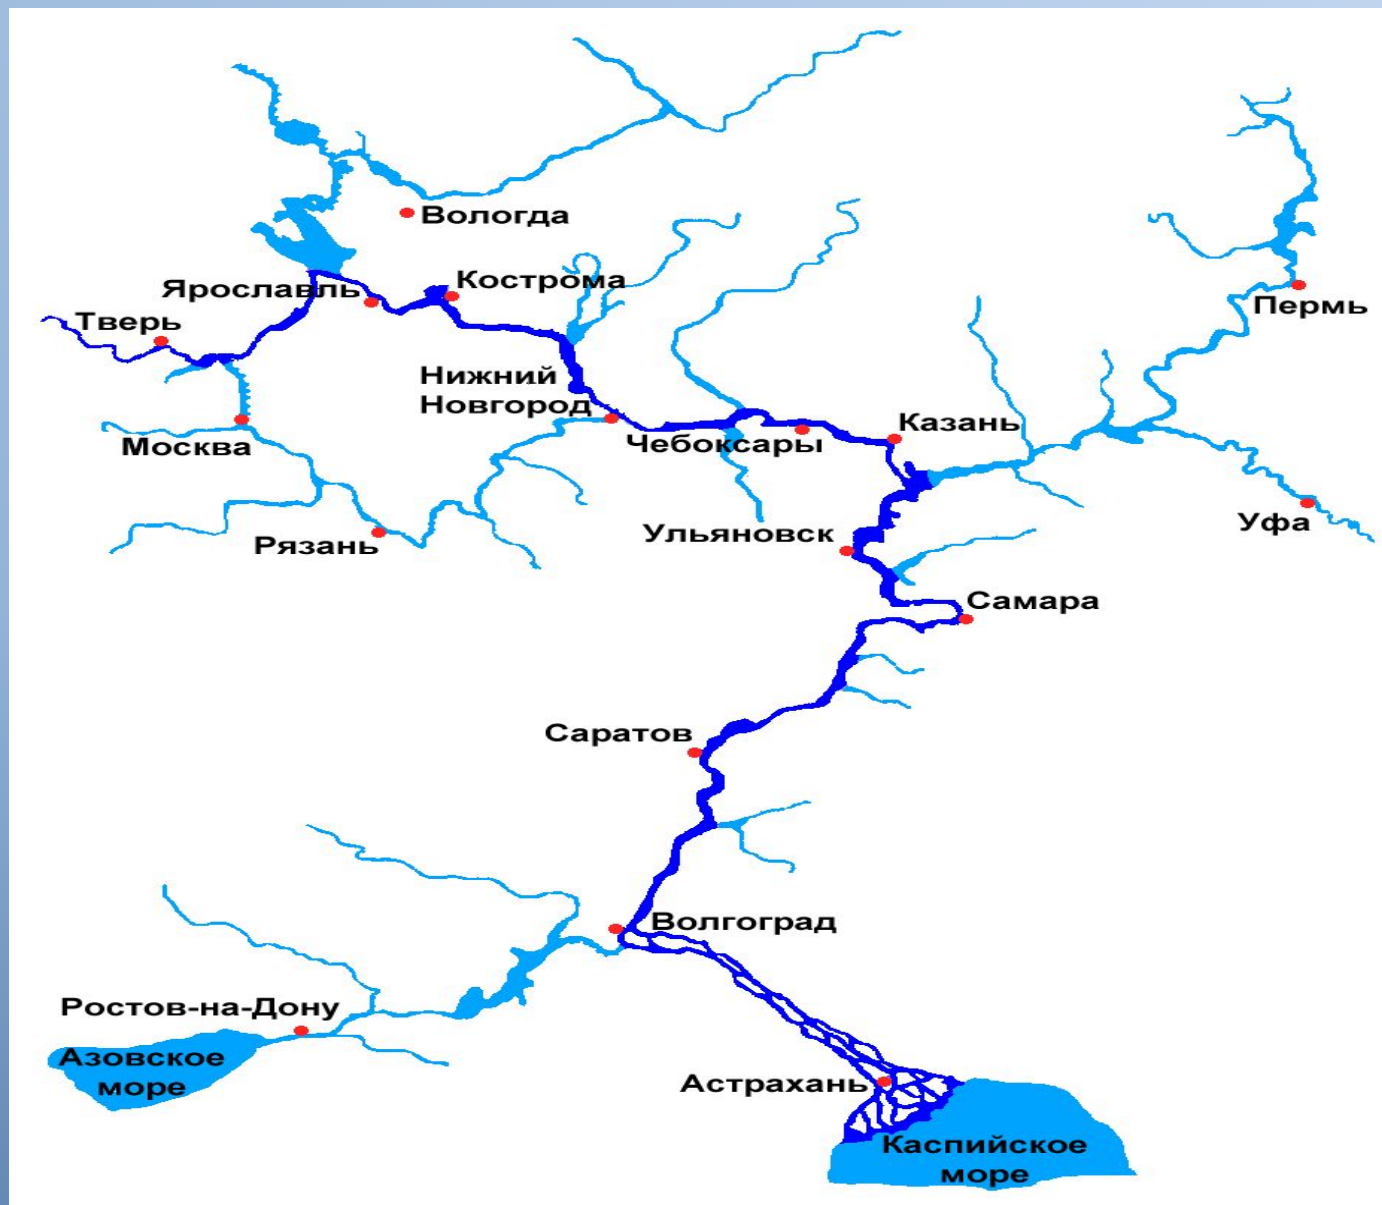 Вологда
Кострома
Ярославль
Тверь
Пермь
Нижний
Новгород
Казань
Чебоксары
Москва
Уфа
Ульяновск
Рязань
Самара
Саратов
Волгоград
Ростов-на-Дону
Азовское
море
Астрахань
Каспийское
море